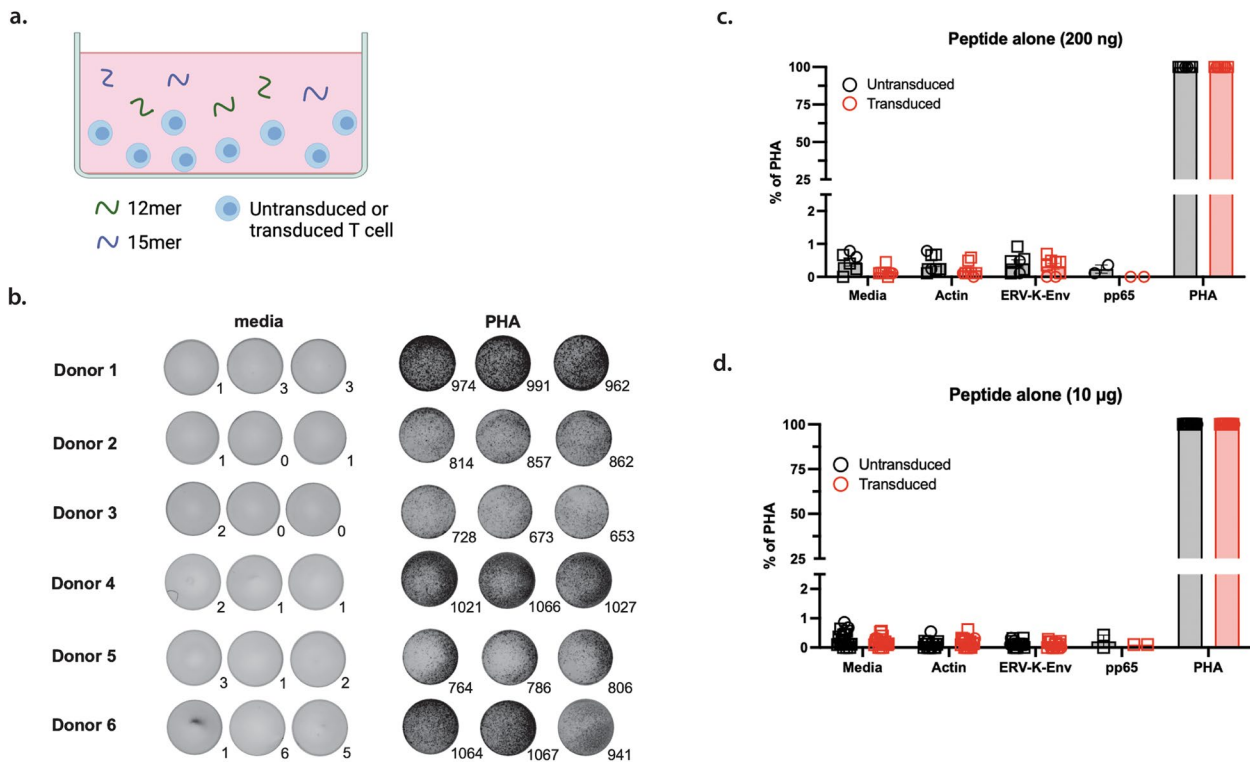 a.
12mer
15mer
Untransduced or
transduced T cell
b.
media PHA
Donor 1 1 3 3 974 991 962
Donor 2 1 0 1 814 857 862
Donor 3 2 0 0 728 673 653
Donor 4 2 1 1 1021 1066 1027
Donor 5 3 1 2 764 786 806
Donor 6 1 6 5 1064 1067 941
c.
Peptide alone (200 ng)
% of PHA
100
75
50
25
2
1
0
Untransduced
Transduced
Media Actin ERV-K-Env pp65 PHA
d.
Peptide alone (10 µg)
% of PHA
100
75
50
25
2
1
0
Untransduced
Transduced
Media Actin ERV-K-Env pp65 PHA